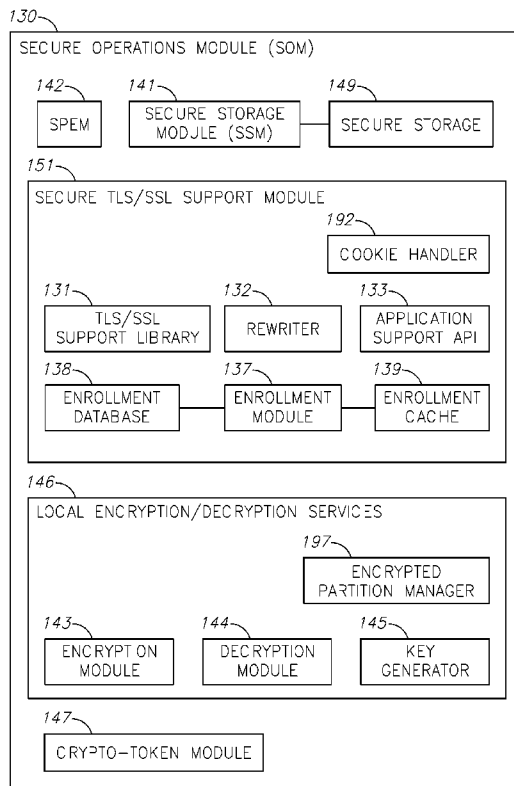 130
SECURE OPERATIONS MODULE (SOM)
142
141
149
SPEM
SECURE STORAGE
MODULE (SSM)
SECURE STORAGE
151
SECURE TLS/SSL SUPPORT MODULE
192
COOKIE HANDLER
131
132
133
TLS/SSL
SUPPORT LIBRARY
REWRITER
APPLICATION
SUPPORT API
138
137
139
ENROLLMENT
DATABASE
ENROLLMENT
MODULE
ENROLLMENT
CACHE
146
LOCAL ENCRYPTION/DECRYPTION SERVICES
197
ENCRYPTED
PARTITION MANAGER
143
144
145
ENCRYPTION
MODULE
DECRYPTION
MODULE
KEY
GENERATOR
147
CRYPTO-TOKEN MODULE